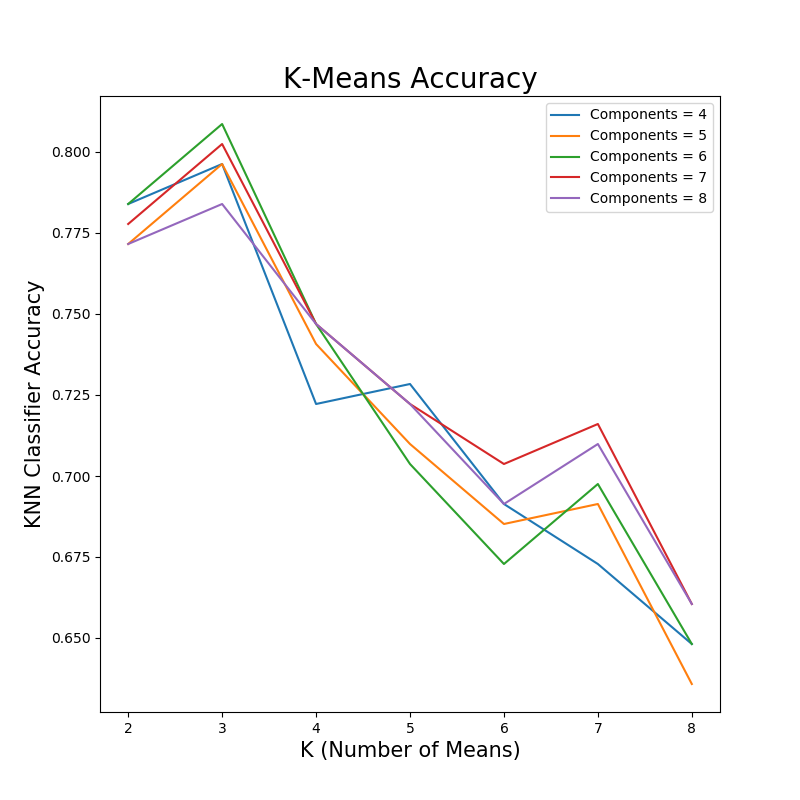 K-Means Accuracy
Components = 4
Components = 5
Components = 6
Components = 7
Components = 8
KNN Classifier Accuracy
0.800
0.775
0.750
0.725
0.700
0.675
0.650
2 3 4 5 6 7 8
K (Number of Means)